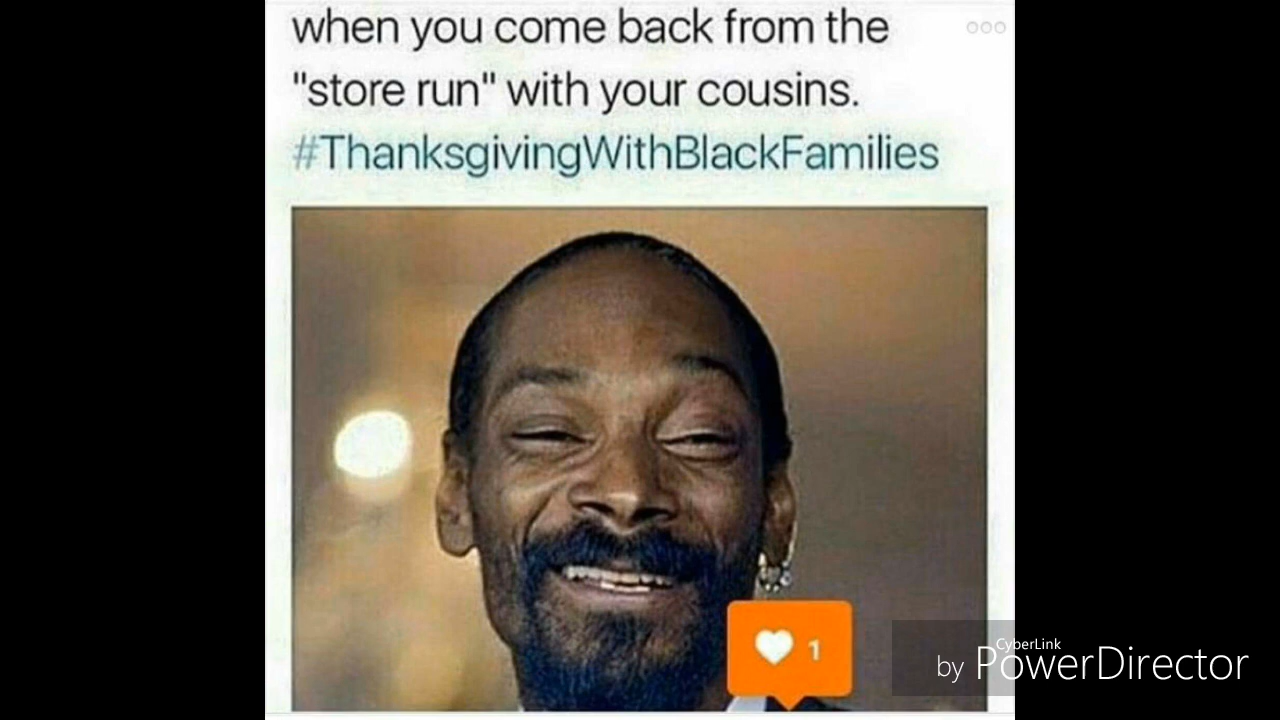 when you come back from the
"store run" with your cousins.
#ThanksgivingWithBlackFamilies
1
CyberLink
by PowerDirector